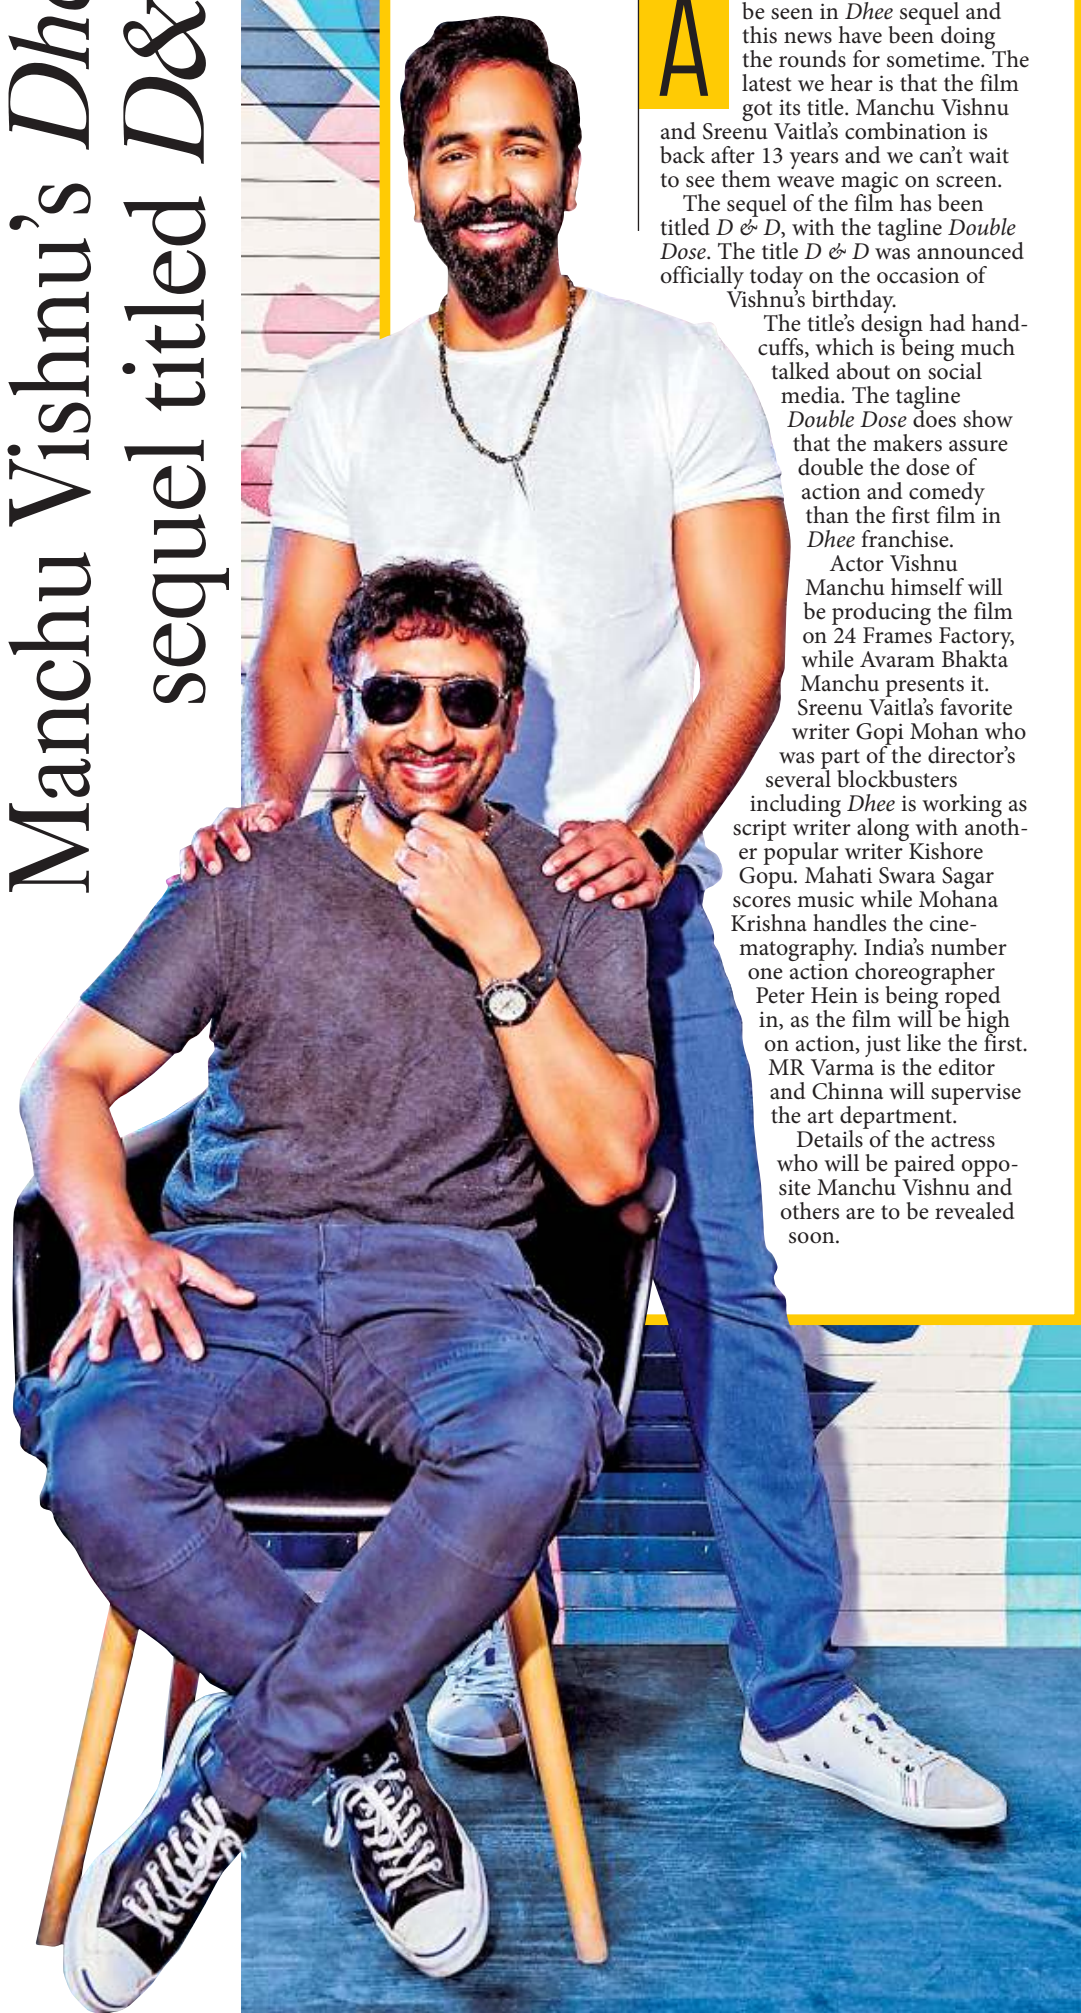 Manchu Vishnu's Dhe
sequel titled D&
A
be seen in Dhee sequel and
this news have been doing
the rounds for sometime. The
latest we hear is that the film
got its title. Manchu Vishnu
and Sreenu Vaitla's combination is
back after 13 years and we can't wait
to see them weave magic on screen.
The sequel of the film has been
titled D & D, with the tagline Double
Dose. The title D & D was announced
officially today on the occasion of
Vishnu's birthday.
The title's design had hand-
cuffs, which is being much
talked about on social
media. The tagline
Double Dose does show
that the makers assure
double the dose of
action and comedy
than the first film in
Dhee franchise.
Actor Vishnu
Manchu himself will
be producing the film
on 24 Frames Factory,
while Avaram Bhakta
Manchu presents it.
Sreenu Vaitla's favorite
writer Gopi Mohan who
was part of the director's
several blockbusters
including Dhee is working as
script writer along with anoth-
er popular writer Kishore
Gopu. Mahati Swara Sagar
scores music while Mohana
Krishna handles the cine-
matography. India's number
one action choreographer
Peter Hein is being roped
in, as the film will be high
on action, just like the first.
MR Varma is the editor
and Chinna will supervise
the art department.
Details of the actress
who will be paired oppo-
site Manchu Vishnu and
others are to be revealed
soon.